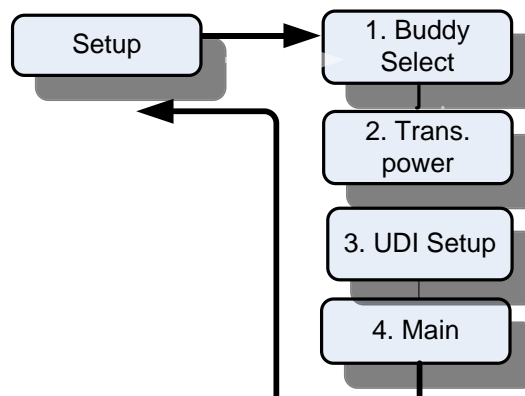 Setup
1. Buddy
Select
2. Trans.
power
3. UDI Setup
4. Main